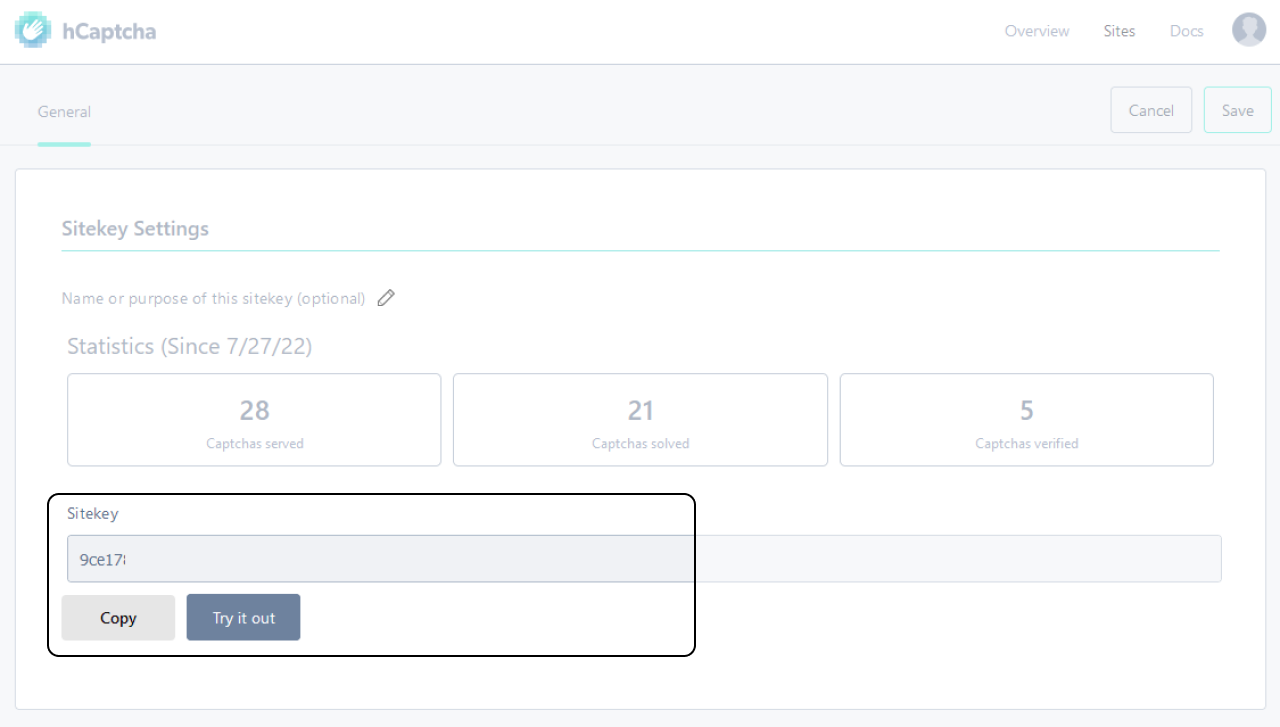 hCaptcha
Overview Sites Docs
General
Cancel Save
Sitekey Settings
Name or purpose of this sitekey (optional)
Statistics (Since 7/27/22)
28 21 5
Captchas served Captchas solved Captchas verified
Sitekey
9ce17
Copy Try it out